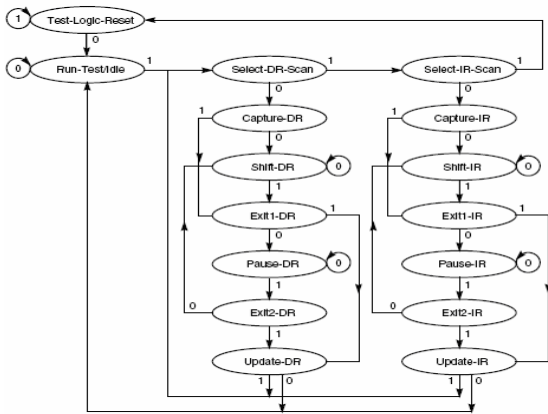 1 Test-Logic-Reset
0
0 Run-Test/Idle 1 Select-DR-Scan 1 Select-IR-Scan 1
0 0
1 Capture-DR 1 Capture-IR
0 0
Shift-DR 0 Shift-IR 0
1 1
Exit1-DR 1 Exit1-IR 1
0 0
Pause-DR 0 Pause-IR 0
1 1
0 Exit2-DR 0 Exit2-IR
1 1
Update-DR Update-IR
1 0 1 0